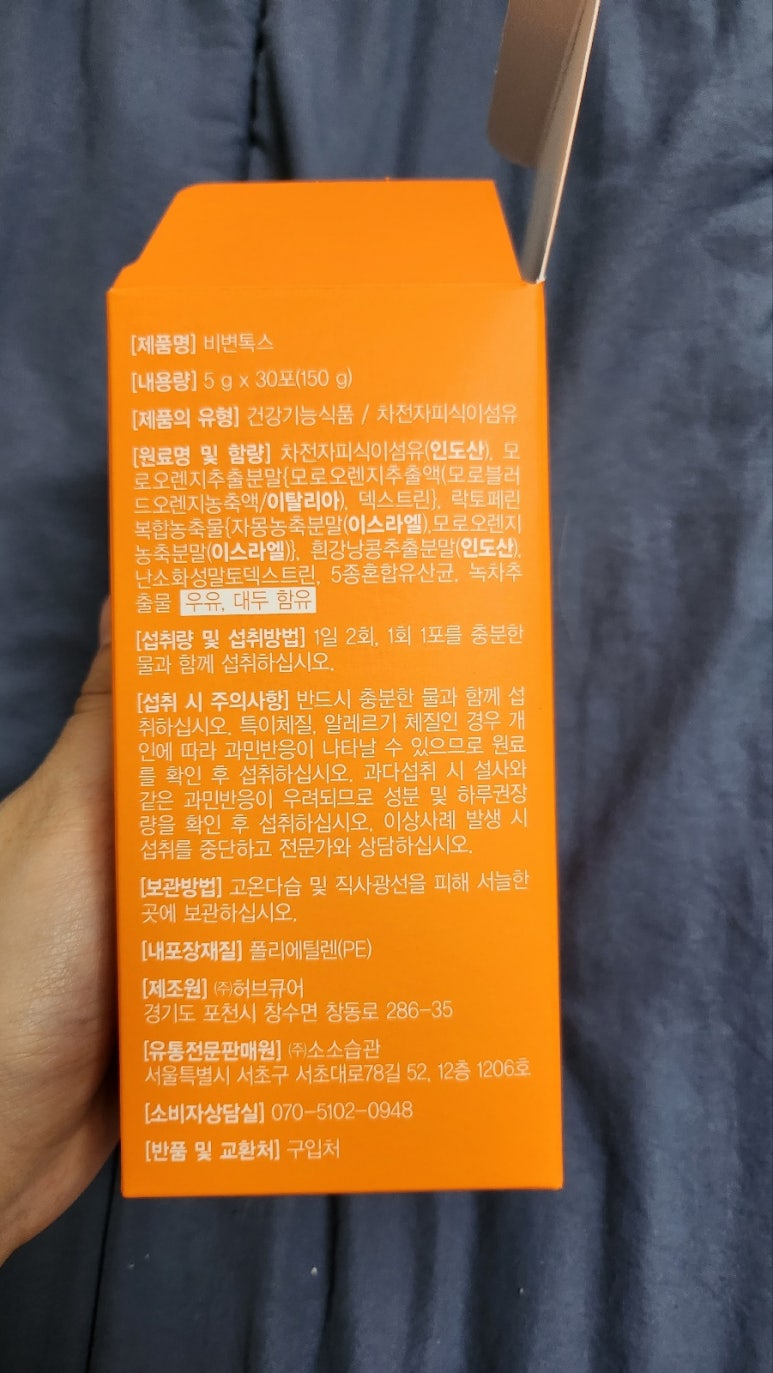 [제품명] 비변톡스
[내용량] 5 g x 30포(150 g)
[제품의 유형] 건강기능식품 / 차전자피식이섬유
[원료명 및 함량] 차전자피식이섬유(인도산), 모
로오렌지추출분말{모로오렌지추출액(모로블러
드오렌지농축액/이탈리아), 덱스트린}, 락토페린
복합농축물{자몽농축분말(이스라엘),모로오렌지
농축분말(이스라엘)}, 흰강낭콩추출분말(인도산),
난소화성말토덱스트린, 5종혼합유산균, 녹차추
출물 우유, 대두 함유
[섭취량 및 섭취방법] 1일 2회, 1회 1포를 충분한
물과 함께 섭취하십시오.
[섭취 시 주의사항] 반드시 충분한 물과 함께 섭
취하십시오. 특이체질, 알레르기 체질인 경우 개
인에 따라 과민반응이 나타날 수 있으므로 원료
를 확인 후 섭취하십시오. 과다섭취 시 설사와
같은 과민반응이 우려되므로 성분 및 하루권장
량을 확인 후 섭취하십시오. 이상사례 발생 시
섭취를 중단하고 전문가와 상담하십시오.
[보관방법] 고온다습 및 직사광선을 피해 서늘한
곳에 보관하십시오.
[내포장재질] 폴리에틸렌(PE)
[제조원] ㈜허브큐어
경기도 포천시 창수면 창동로 286-35
[유통전문판매원] ㈜소소습관
서울특별시 서초구 서초대로78길 52, 12층 1206호
[소비자상담실] 070-5102-0948
[반품 및 교환처] 구입처